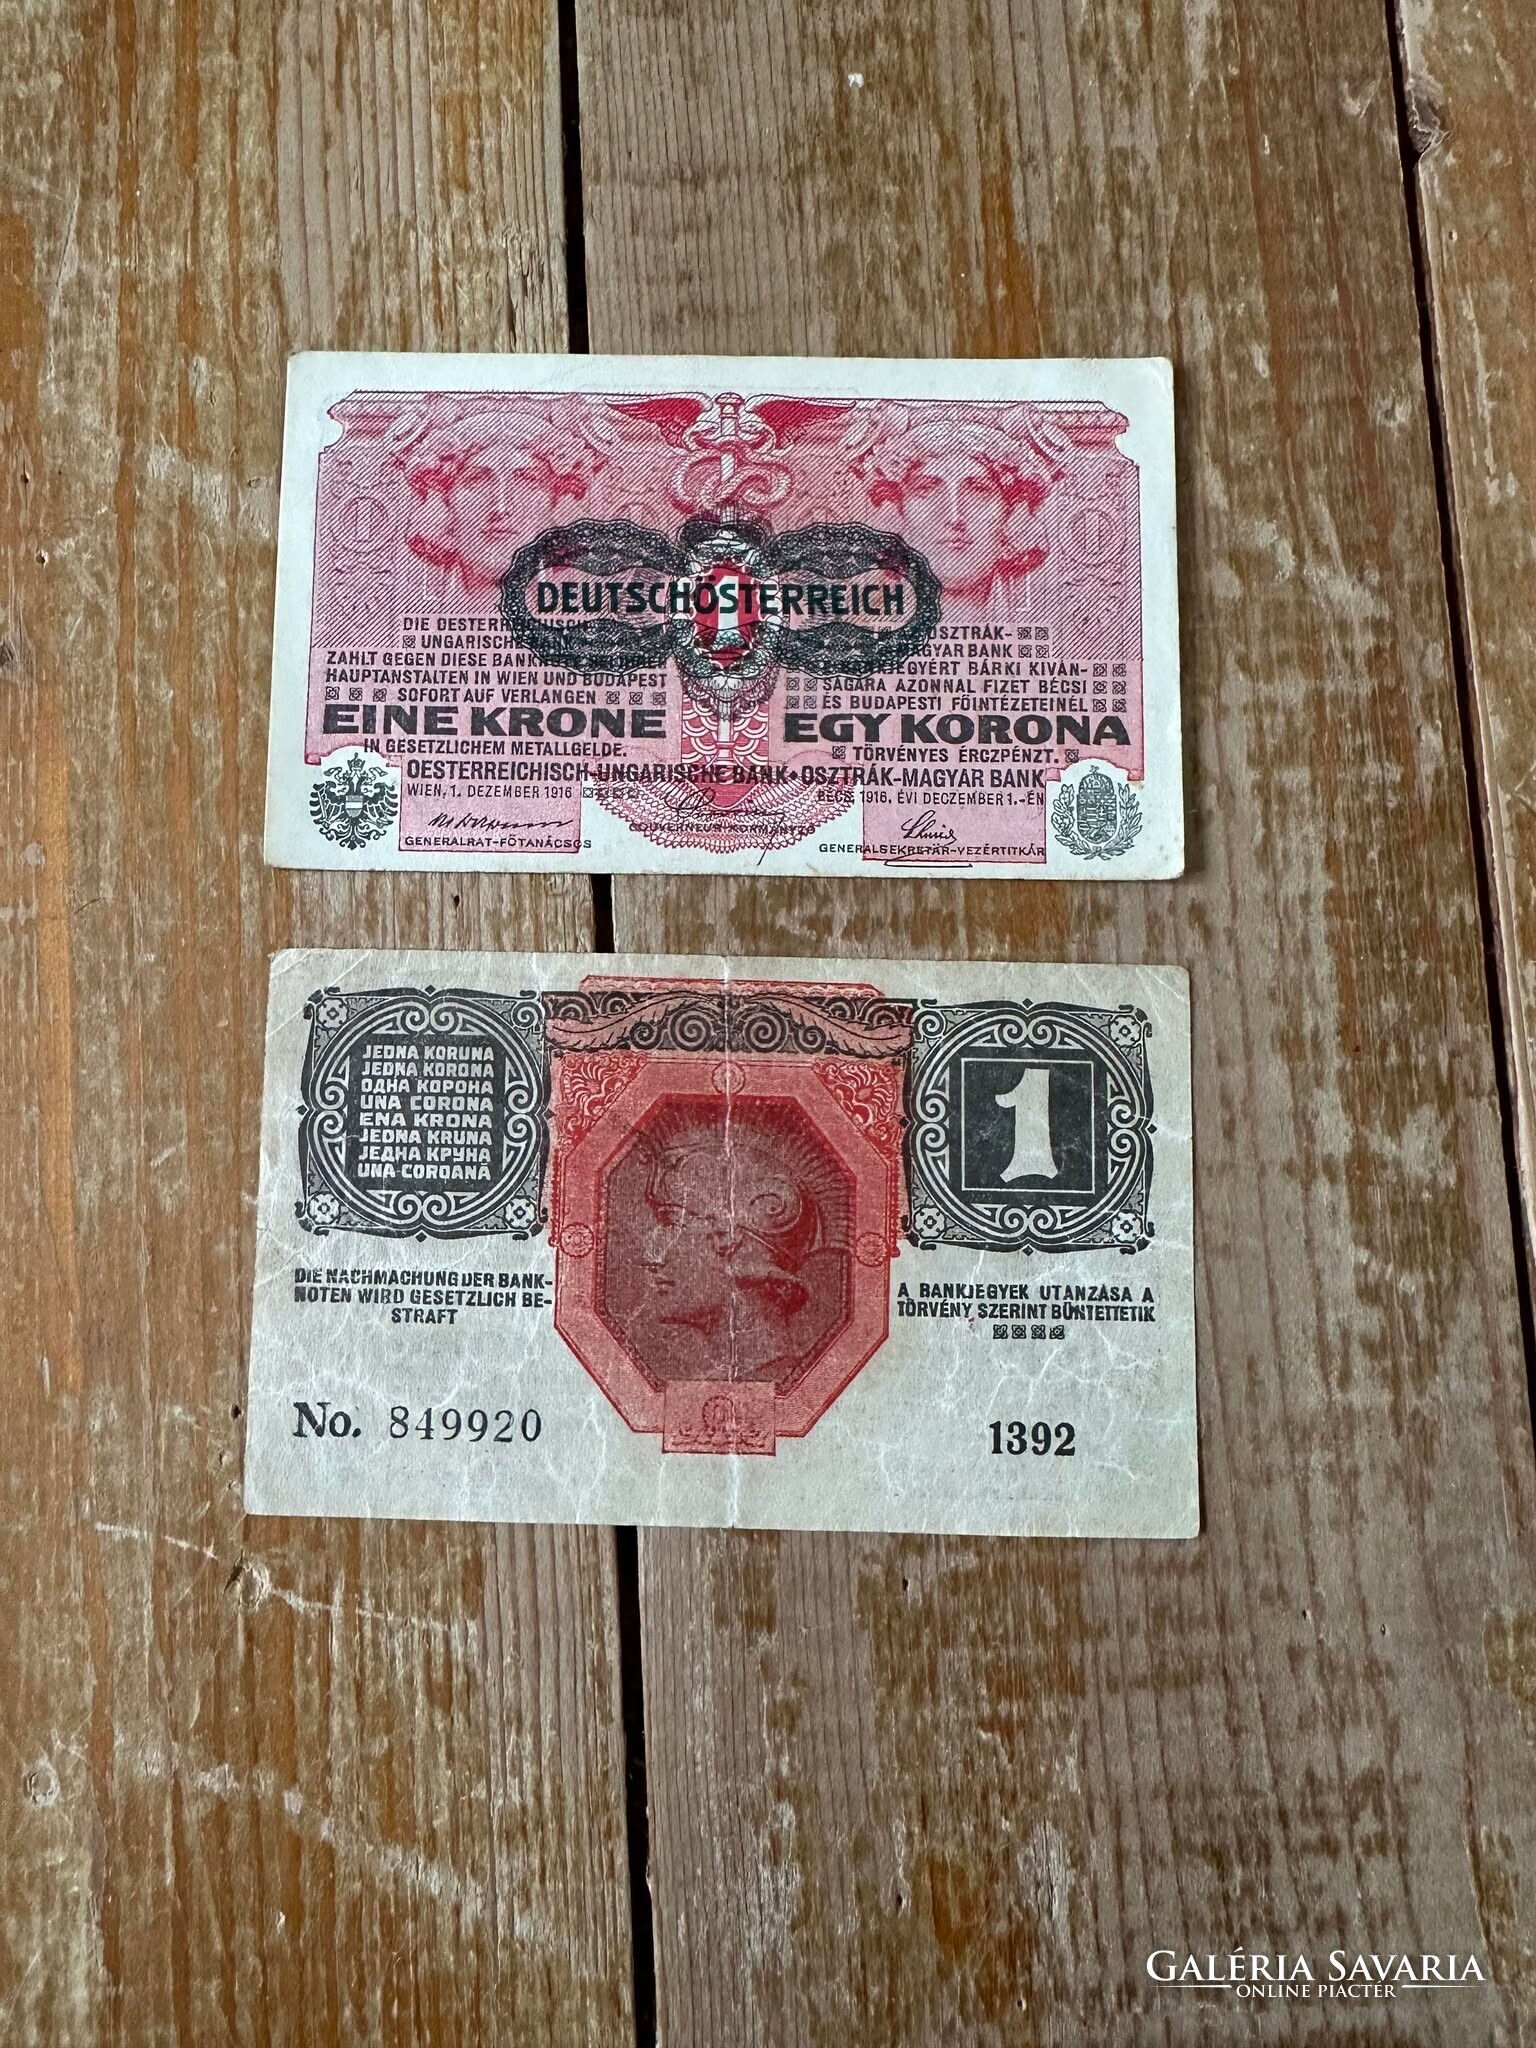 DEUTSCHÖSTERREICH
1
DIE OESTERREICHISCH
UNGARISCHE BANK
ZAHLT GEGEN DIESE BANKNOTE BEI IHREN
HAUPTANSTALTEN IN WIEN UND BUDAPEST
SOFORT AUF VERLANGEN
EINE KRONE
IN GESETZLICHEM METALLGELDE.
AZ OSZTRÁK-
MAGYAR BANK
E BANKJEGYÉRT BÁRKI KIVÁN-
SÁGÁRA AZONNAL FIZET BÉCSI
ÉS BUDAPESTI FŐINTÉZETEINÉL
EGY KORONA
TÖRVÉNYES ÉRCZPÉNZT.
OESTERREICHISCH-UNGARISCHE BANK • OSZTRÁK-MAGYAR BANK
WIEN, 1. DEZEMBER 1916
BÉCS, 1916. ÉVI DECZEMBER 1.-ÉN
GENERALRAT-FŐTANÁCSOS
GOUVERNEUR-KORMÁNYZÓ
GENERALSEKRETÄR-VEZÉRTITKÁR
JEDNA KORUNA
JEDNA KORONA
ОДНА КОРОНА
UNA CORONA
ENA KRONA
JEDNA KRUNA
ЈЕДНА КРУНА
UNA COROANĂ
1
DIE NACHMACHUNG DER BANK-
NOTEN WIRD GESETZLICH BE-
STRAFT
A BANKJEGYEK UTANZÁSA A
TÖRVÉNY SZERINT BÜNTETTETIK
No. 849920
1392
GALÉRIA SAVARIA
ONLINE PIACTÉR